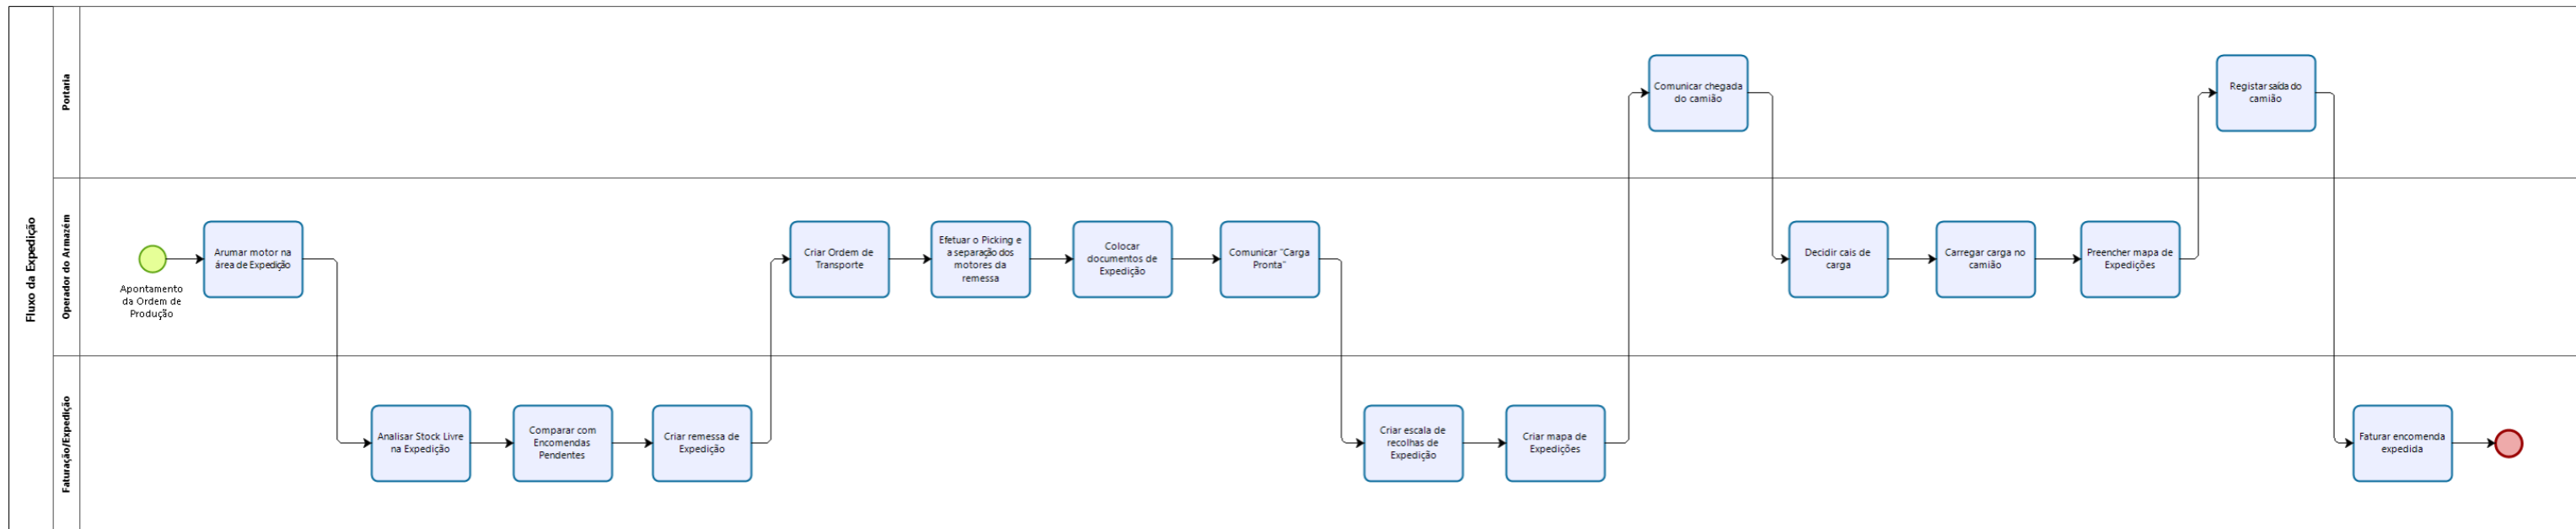 Fluxo da Expedição
Portaria
Comunicar chegada
do camião
Registar saída do
camião
Operador do Armazém
Apontamento
da Ordem de
Produção
Arumar motor na
área de Expedição
Criar Ordem de
Transporte
Efetuar o Picking e
a separação dos
motores da
remessa
Colocar
documentos de
Expedição
Comunicar "Carga
Pronta"
Decidir cais de
carga
Carregar carga no
camião
Preencher mapa de
Expedições
Faturação/Expedição
Analisar Stock Livre
na Expedição
Comparar com
Encomendas
Pendentes
Criar remessa de
Expedição
Criar escala de
recolhas de
Expedição
Criar mapa de
Expedições
Faturar encomenda
expedida